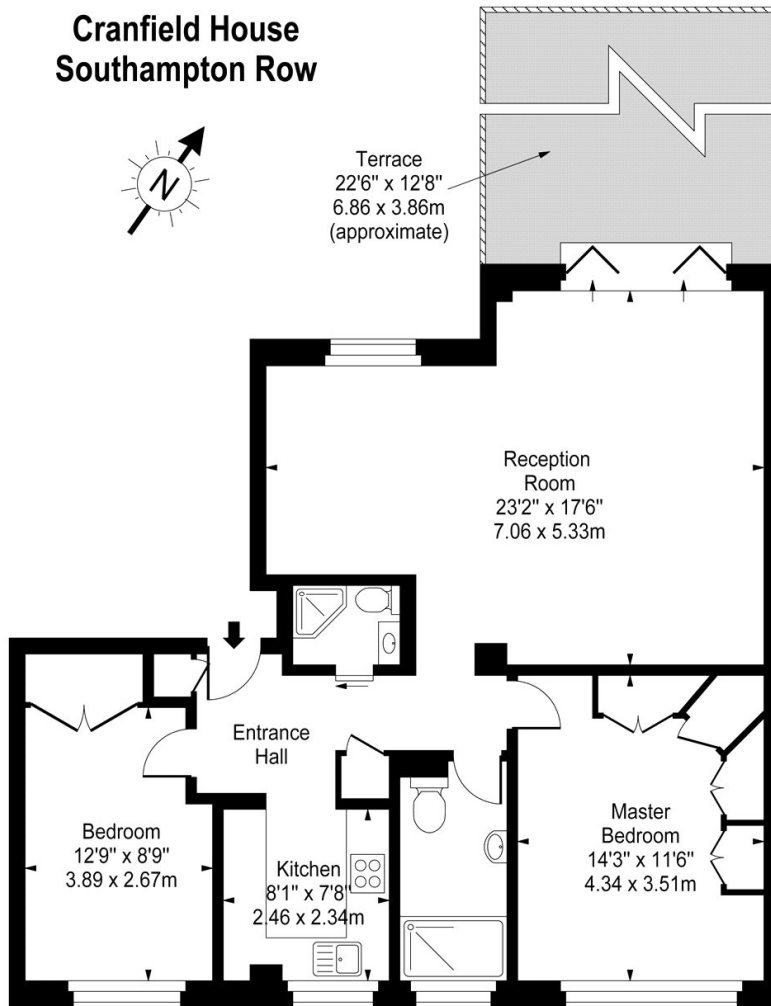 Cranfield House
Southampton Row
N
Terrace
22'6" x 12'8"
6.86 x 3.86m
(approximate)
Reception
Room
23'2" x 17'6"
7.06 x 5.33m
Entrance
Hall
Bedroom
12'9" x 8'9"
3.89 x 2.67m
Kitchen
8'1" x 7'8"
2.46 x 2.34m
Master
Bedroom
14'3" x 11'6"
4.34 x 3.51m